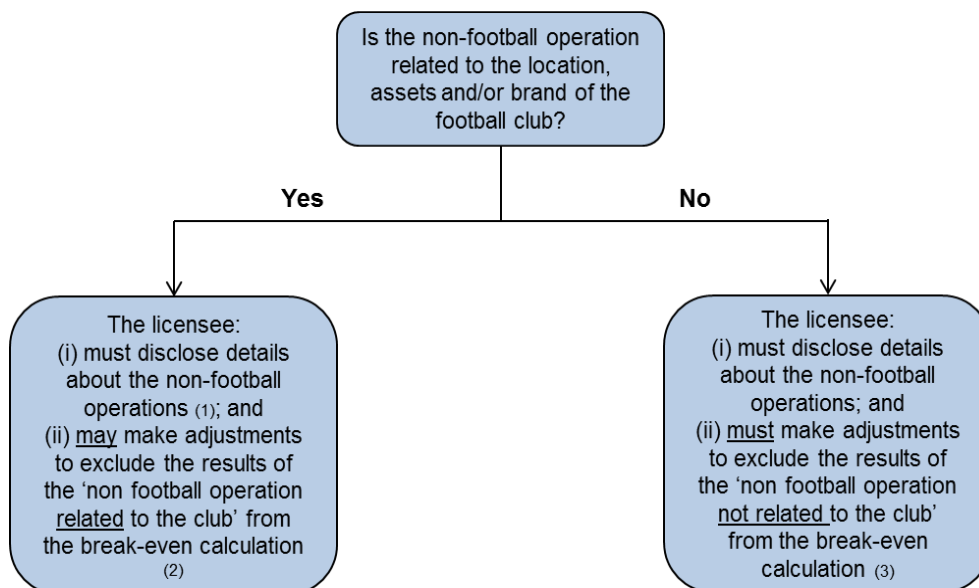 Is the non-football operation
related to the location,
assets and/or brand of the
football club?
Yes
No
The licensee:
(i) must disclose details
about the non-football
operations (1); and
(ii) may make adjustments
to exclude the results of
the ‘non football operation
related to the club’ from
the break-even calculation
(2)
The licensee:
(i) must disclose details
about the non-football
operations; and
(ii) must make adjustments
to exclude the results of
the ‘non football operation
not related to the club’
from the break-even
calculation (3)